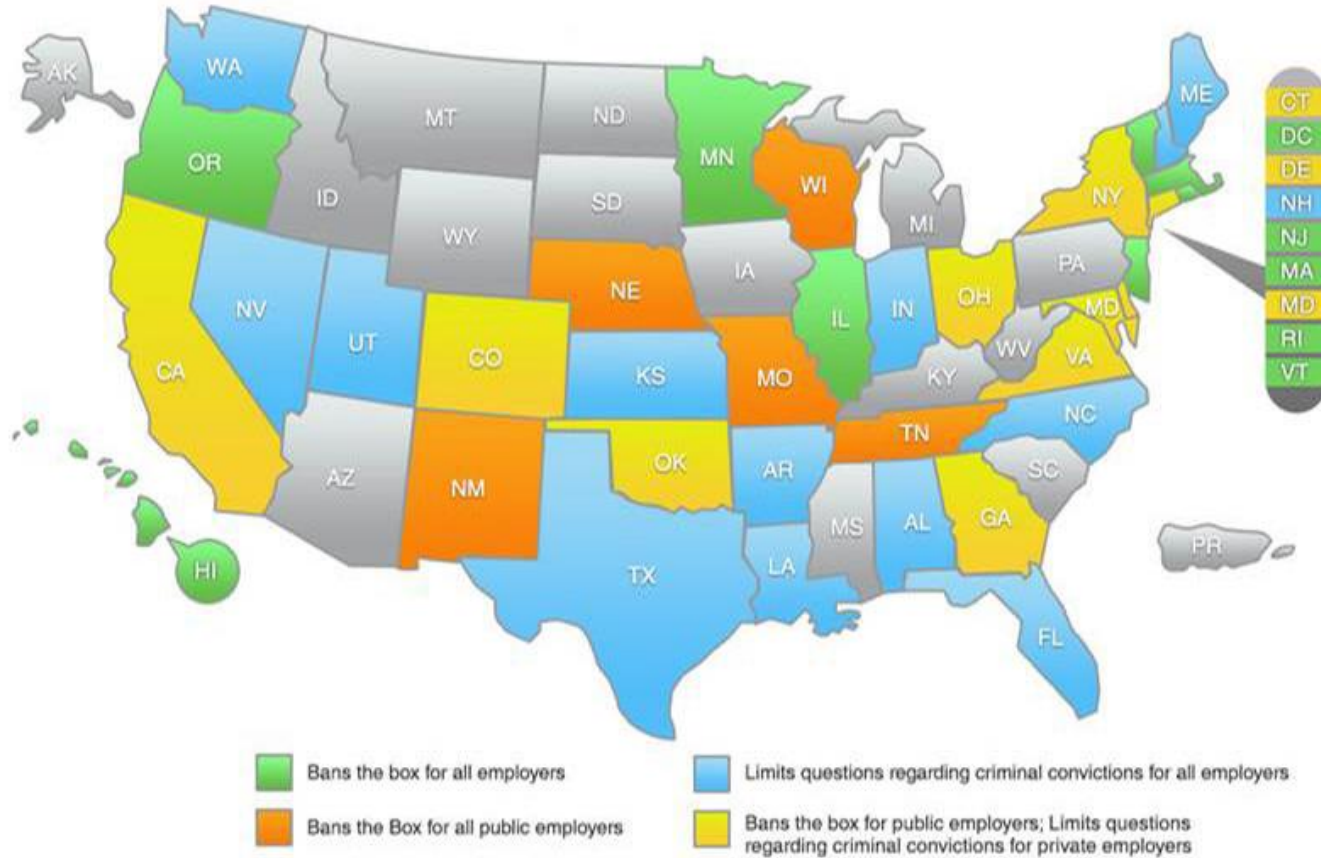 WA
AK
MT
ND
ME
CT
MN
DC
OR
WI
NY
DE
ID
SD
NH
MI
WY
NJ
IA
PA
MA
NE
OH
MD
NV
IL
IN
MD
UT
CO
WV
VA
RI
CA
KS
MO
KY
VT
NC
TN
OK
AR
SC
AZ
NM
MS
AL
GA
PR
TX
LA
HI
FL
Bans the box for all employers
Limits questions regarding criminal convictions for all employers
Bans the Box for all public employers
Bans the box for public employers; Limits questions
regarding criminal convictions for private employers